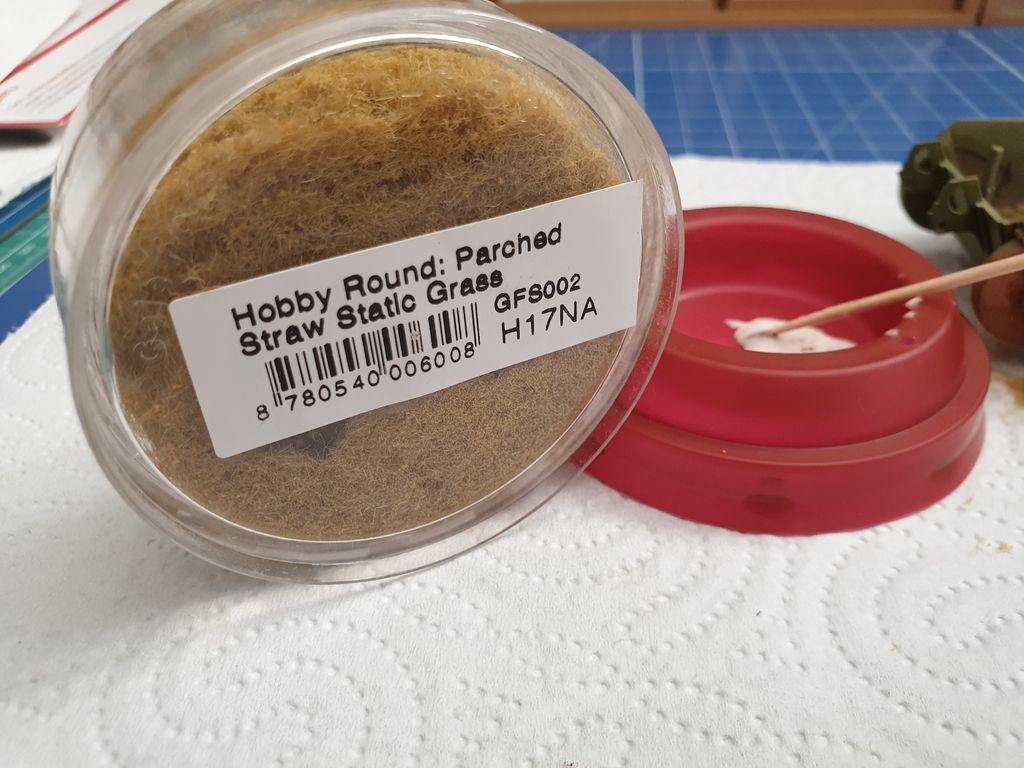 Hobby Round: Parched
Straw Static Grass
GFS002
H17NA
8 780540 006008